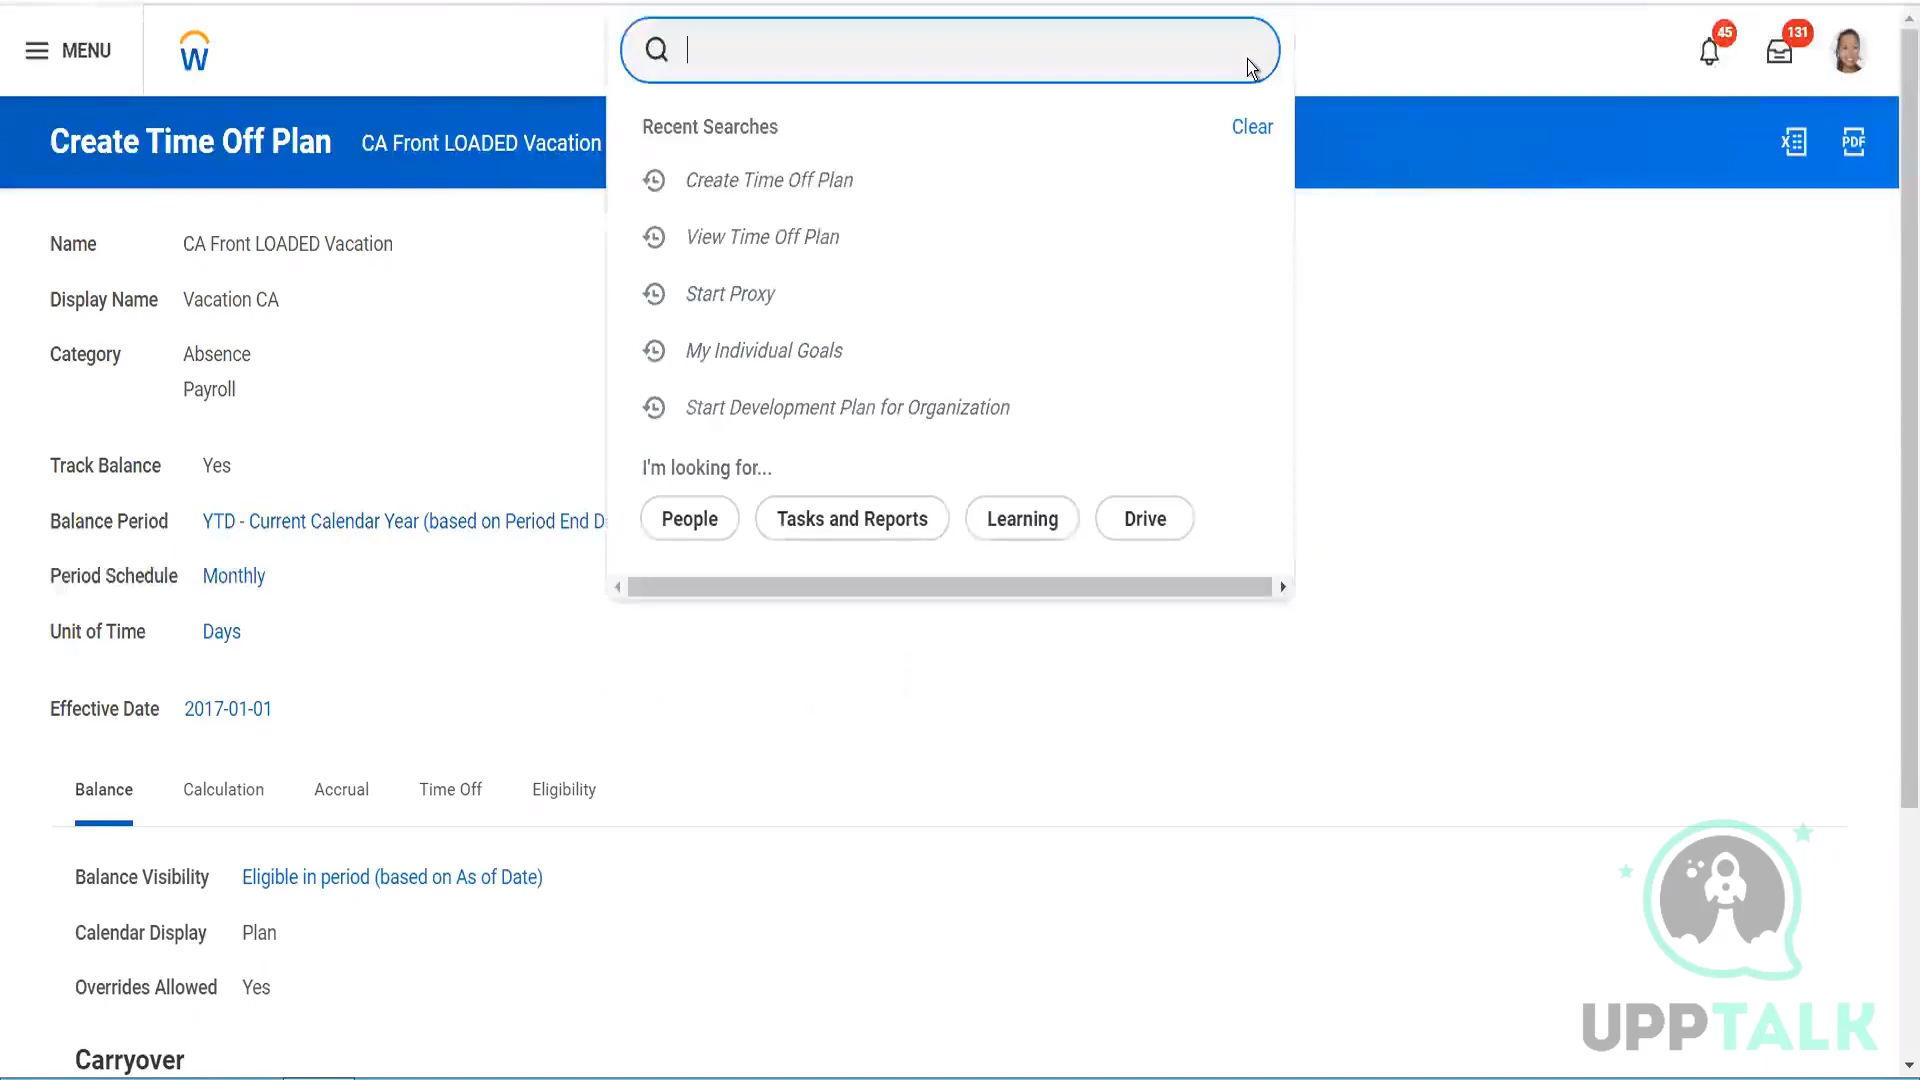 MENU
W
45
131
Create Time Off Plan CA Front LOADED Vacation
X
PDF
Recent Searches Clear
Create Time Off Plan
View Time Off Plan
Start Proxy
My Individual Goals
Start Development Plan for Organization
I'm looking for...
People Tasks and Reports Learning Drive
Name CA Front LOADED Vacation
Display Name Vacation CA
Category Absence
Payroll
Track Balance Yes
Balance Period YTD - Current Calendar Year (based on Period End D
Period Schedule Monthly
Unit of Time Days
Effective Date 2017-01-01
Balance Calculation Accrual Time Off Eligibility
Balance Visibility Eligible in period (based on As of Date)
Calendar Display Plan
Overrides Allowed Yes
Carryover
UPPTALK